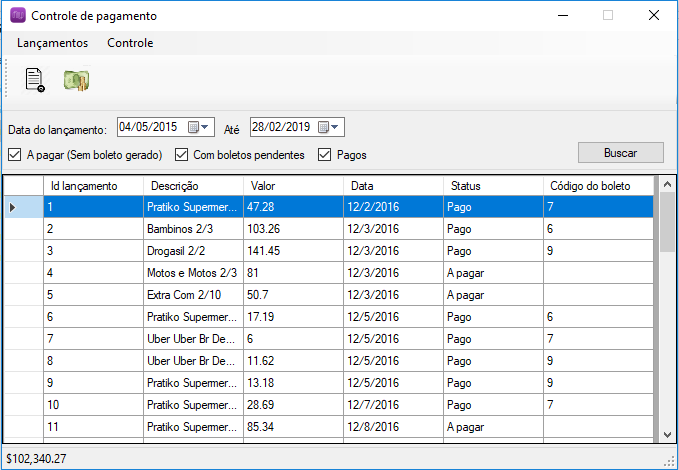 nu Controle de pagamento
Lançamentos Controle
Data do lançamento: 04/05/2015 Até 28/02/2019
A pagar (Sem boleto gerado) Com boletos pendentes Pagos Buscar
Id lançamento Descrição Valor Data Status Código do boleto
1 Pratiko Supermer... 47.28 12/2/2016 Pago 7
2 Bambinos 2/3 103.26 12/3/2016 Pago 6
3 Drogasil 2/2 141.45 12/3/2016 Pago 9
4 Motos e Motos 2/3 81 12/3/2016 A pagar
5 Extra Com 2/10 50.7 12/3/2016 A pagar
6 Pratiko Supermer... 17.19 12/5/2016 Pago 6
7 Uber Uber Br De... 6 12/5/2016 Pago 7
8 Uber Uber Br De... 11.62 12/5/2016 Pago 9
9 Pratiko Supermer... 13.18 12/5/2016 Pago 9
10 Pratiko Supermer... 28.69 12/7/2016 Pago 7
11 Pratiko Supermer... 85.34 12/8/2016 A pagar
$102,340.27